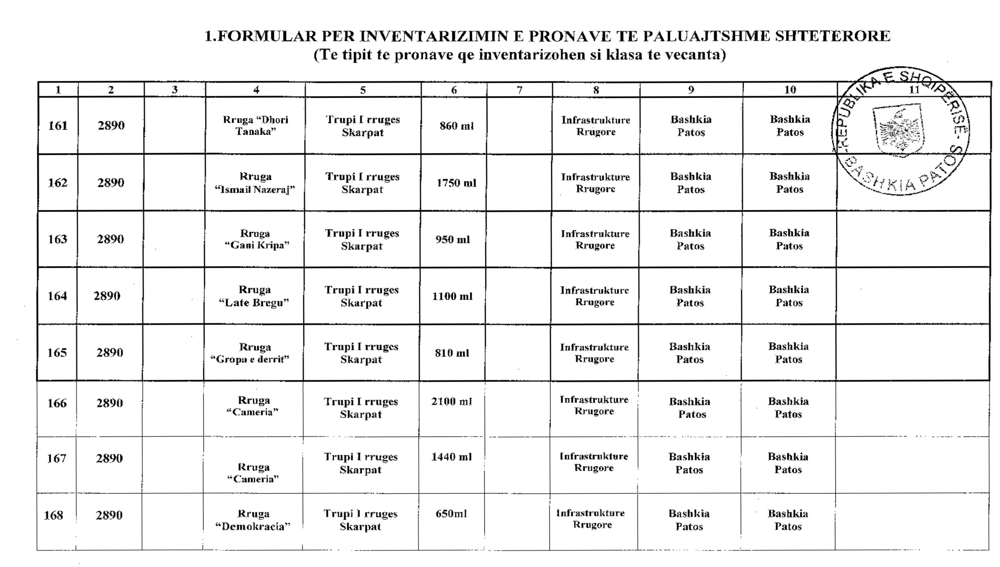 1.FORMULAR PER INVENTARIZIMIN E PRONAVE TE PALUAJTSHME SHTETERORE
(Te tipit te pronave qe inventarizohen si klasa te vecanta)
1 2 3 4 5 6 7 8 9 10 11
REPUBLIKA E SHQIPËRISË
BASHKIA PATOS
161 2890 Rruga “Dhori Trupi I rruges 860 ml Infrastrukture Bashkia Bashkia
Tanaka” Skarpat Rrugore Patos Patos
162 2890 Rruga Trupi I rruges 1750 ml Infrastrukture Bashkia Bashkia
“Ismail Nazeraj” Skarpat Rrugore Patos Patos
163 2890 Rruga Trupi I rruges 950 ml Infrastrukture Bashkia Bashkia
“Gani Kripa” Skarpat Rrugore Patos Patos
164 2890 Rruga Trupi I rruges 1100 ml Infrastrukture Bashkia Bashkia
“Late Bregu” Skarpat Rrugore Patos Patos
165 2890 Rruga Trupi I rruges 810 ml Infrastrukture Bashkia Bashkia
“Gropa e derrit” Skarpat Rrugore Patos Patos
166 2890 Rruga Trupi I rruges 2100 ml Infrastrukture Bashkia Bashkia
“Cameria” Skarpat Rrugore Patos Patos
167 2890 Rruga Trupi I rruges 1440 ml Infrastrukture Bashkia Bashkia
“Cameria” Skarpat Rrugore Patos Patos
168 2890 Rruga Trupi I rruges 650ml Infrastrukture Bashkia Bashkia
“Demokracia” Skarpat Rrugore Patos Patos